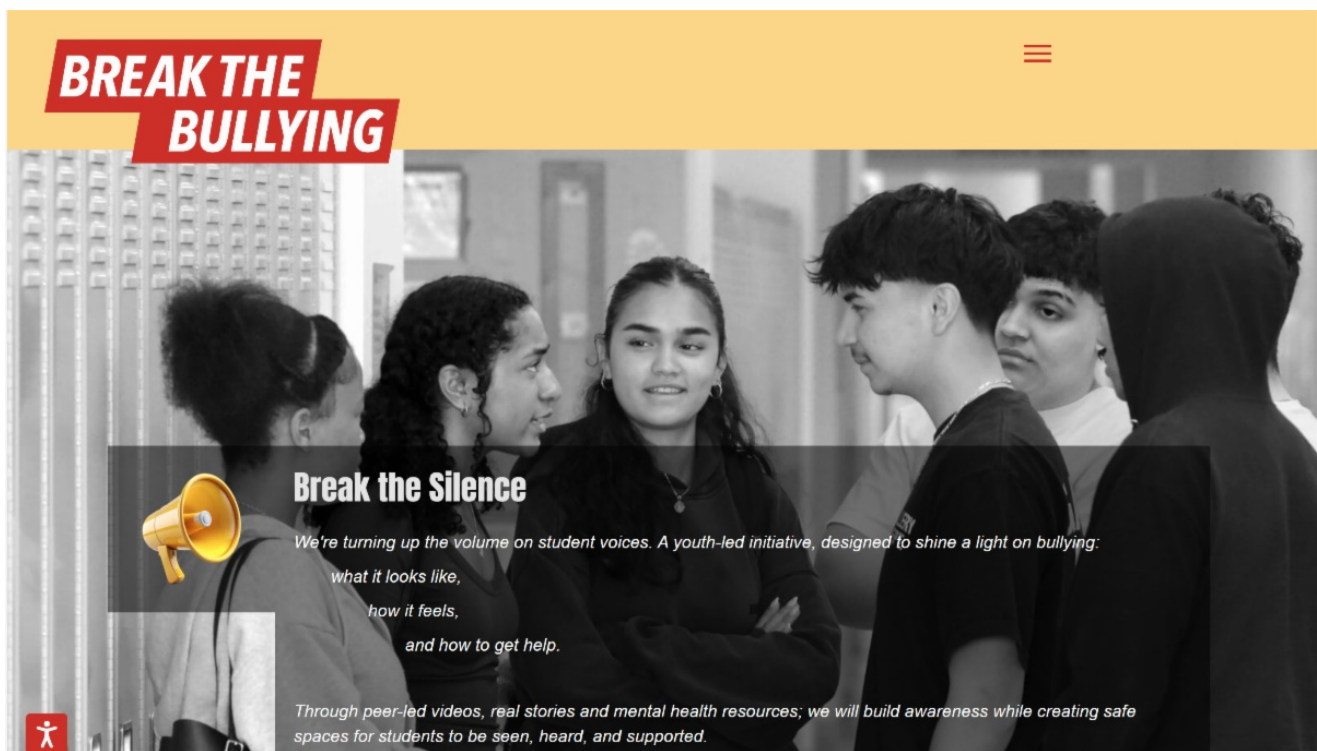 BREAK THE
BULLYING
Break the Silence
We're turning up the volume on student voices. A youth-led initiative, designed to shine a light on bullying:
what it looks like,
how it feels,
and how to get help.
Through peer-led videos, real stories and mental health resources; we will build awareness while creating safe
spaces for students to be seen, heard, and supported.